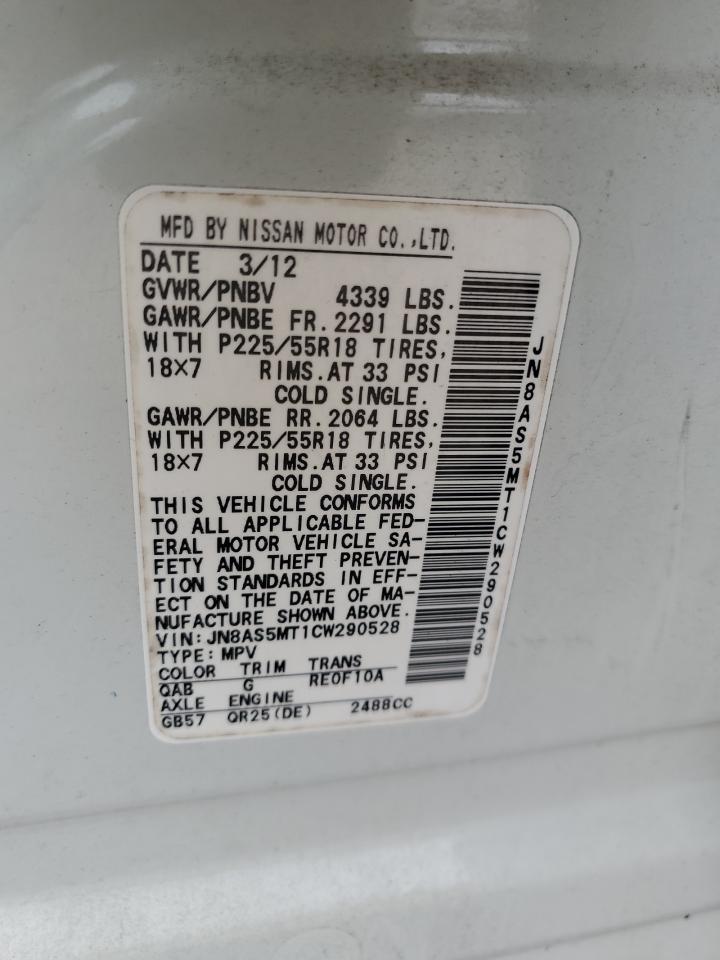 MFD BY NISSAN MOTOR CO.,LTD.
DATE 3/12
GVWR/PNBV 4339 LBS.
GAWR/PNBE FR. 2291 LBS.
WITH P225/55R18 TIRES,
18×7 RIMS. AT 33 PSI
COLD SINGLE.
GAWR/PNBE RR. 2064 LBS.
WITH P225/55R18 TIRES,
18×7 RIMS. AT 33 PSI
COLD SINGLE.
THIS VEHICLE CONFORMS
TO ALL APPLICABLE FED-
ERAL MOTOR VEHICLE SA-
FETY AND THEFT PREVEN-
TION STANDARDS IN EFF-
ECT ON THE DATE OF MA-
NUFACTURE SHOWN ABOVE.
VIN: JN8AS5MT1CW290528
TYPE: MPV
COLOR TRIM TRANS
QAB G RE0F10A
AXLE ENGINE
GB57 QR25(DE) 2488CC
JN8AS5MT1CW290528